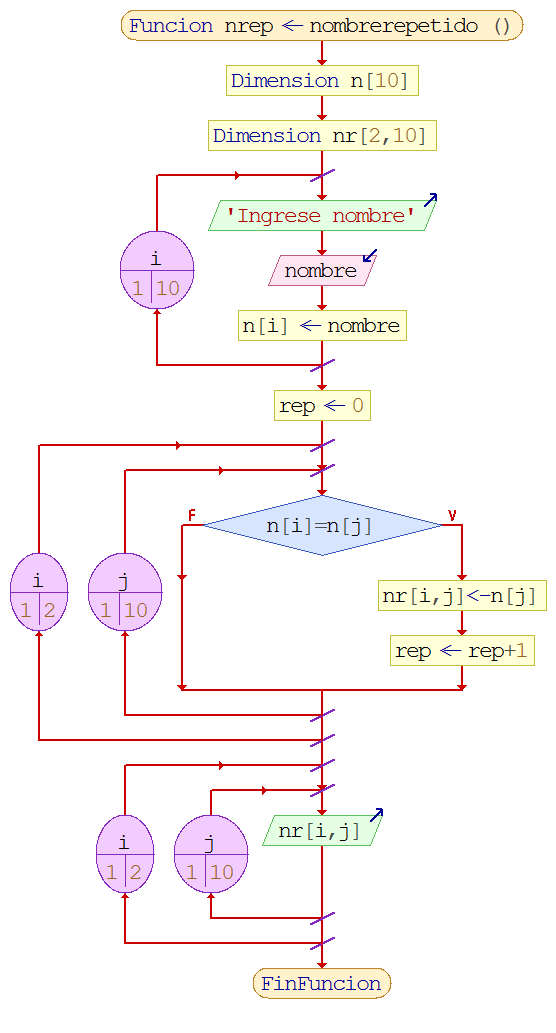 Funcion nrep ← nombrerepetido ()
Dimension n[10]
Dimension nr[2,10]
'Ingrese nombre'
i
1 10
nombre
n[i] ← nombre
rep ← 0
F
n[i]=n[j]
V
i
1 2
j
1 10
nr[i,j]<-n[j]
rep ← rep+1
i
1 2
j
1 10
nr[i,j]
FinFuncion